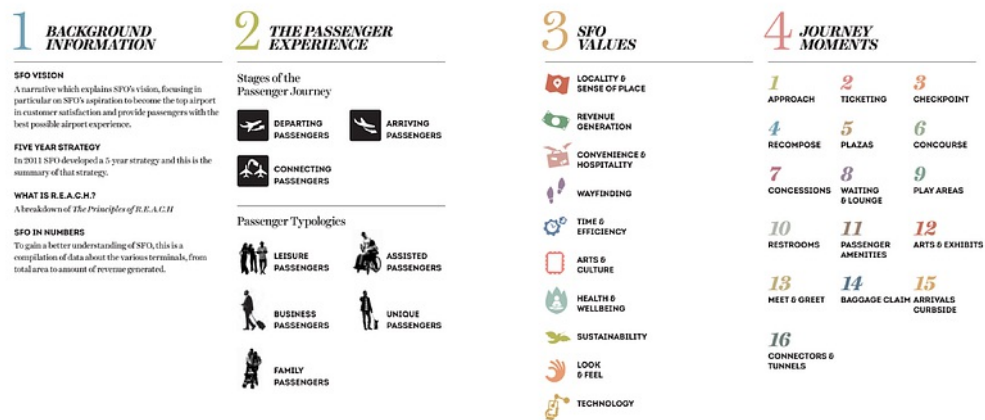 1 BACKGROUND
INFORMATION
SFO VISION
A narrative which explains SFO's vision, focusing in
particular on SFO's aspiration to become the top airport
in customer satisfaction and provide passengers with the
best possible airport experience.
FIVE YEAR STRATEGY
In 2011 SFO developed a 5 year strategy and this is the
summary of that strategy.
WHAT IS R.E.A.C.H.?
A breakdown of The Principles of R.E.A.C.H
SFO IN NUMBERS
To gain a better understanding of SFO, this is a
compilation of data about the various terminals, from
total area to amount of revenue generated.
2 THE PASSENGER
EXPERIENCE
Stages of the
Passenger Journey
DEPARTING
PASSENGERS
ARRIVING
PASSENGERS
CONNECTING
PASSENGERS
Passenger Typologies
LEISURE
PASSENGERS
ASSISTED
PASSENGERS
BUSINESS
PASSENGERS
UNIQUE
PASSENGERS
FAMILY
PASSENGERS
3 SFO
VALUES
LOCALITY &
SENSE OF PLACE
REVENUE
GENERATION
CONVENIENCE &
HOSPITALITY
WAYFINDING
TIME &
EFFICIENCY
ARTS &
CULTURE
HEALTH &
WELLBEING
SUSTAINABILITY
LOOK
& FEEL
TECHNOLOGY
4 JOURNEY
MOMENTS
1
APPROACH
2
TICKETING
3
CHECKPOINT
4
RECOMPOSE
5
PLAZAS
6
CONCOURSE
7
CONCESSIONS
8
WAITING
& LOUNGE
9
PLAY AREAS
10
RESTROOMS
11
PASSENGER
AMENITIES
12
ARTS & EXHIBITS
13
MEET & GREET
14
BAGGAGE CLAIM
15
ARRIVALS
CURBSIDE
16
CONNECTORS &
TUNNELS